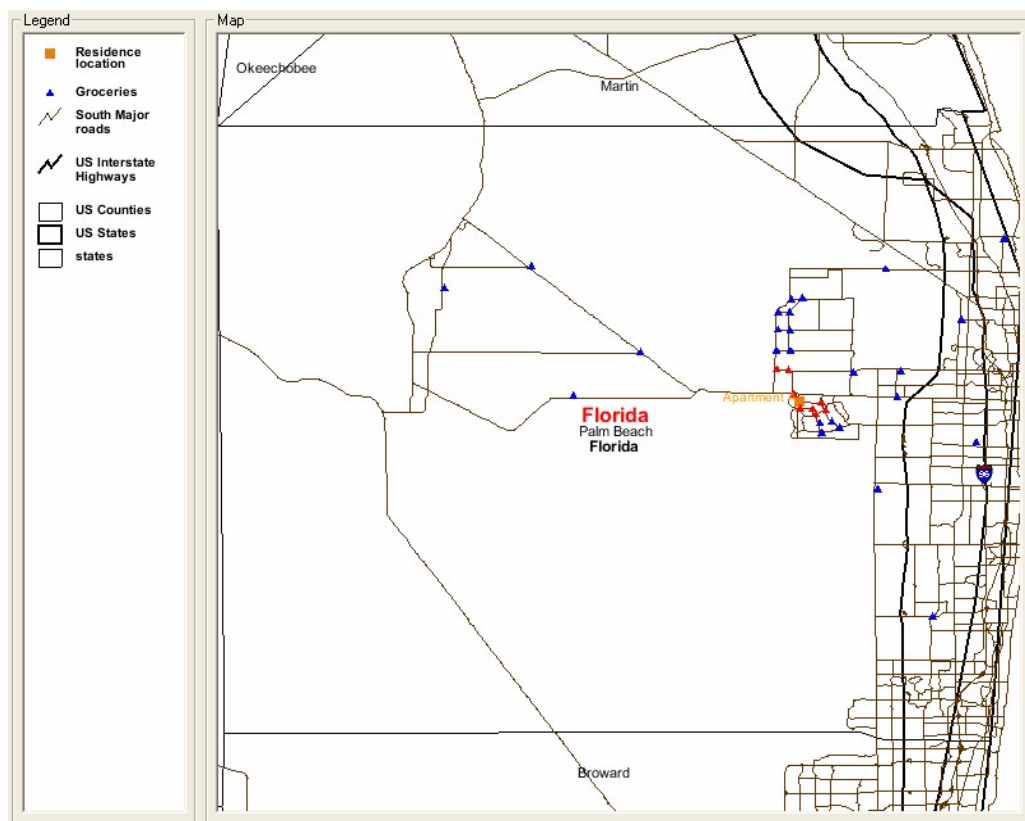 Legend
Residence
location
Groceries
South Major
roads
US Interstate
Highways
US Counties
US States
states
Map
Okeechobee
Martin
Apartment
Florida
Palm Beach
Florida
95
Broward